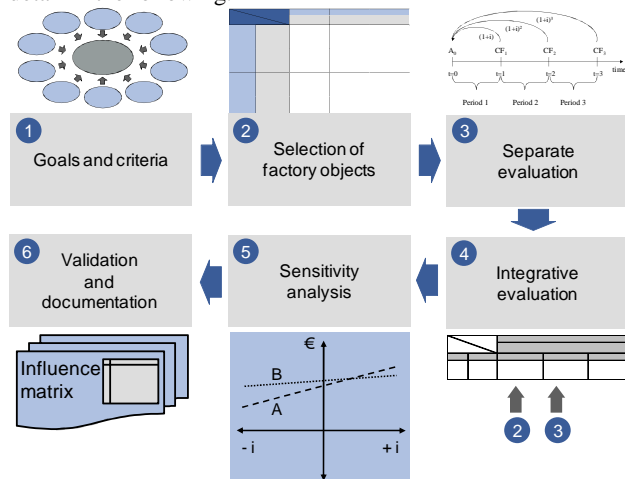 (1+i)³
(1+i)²
(1+i)
A₀ CF₁ CF₂ CF₃
time
t=0 t=1 t=2 t=3
Period 1 Period 2 Period 3
1
Goals and criteria
2
Selection of
factory objects
3
Separate
evaluation
6
Validation
and
documentation
5
Sensitivity
analysis
4
Integrative
evaluation
Influence
matrix
€
B
A
- i + i
2 3